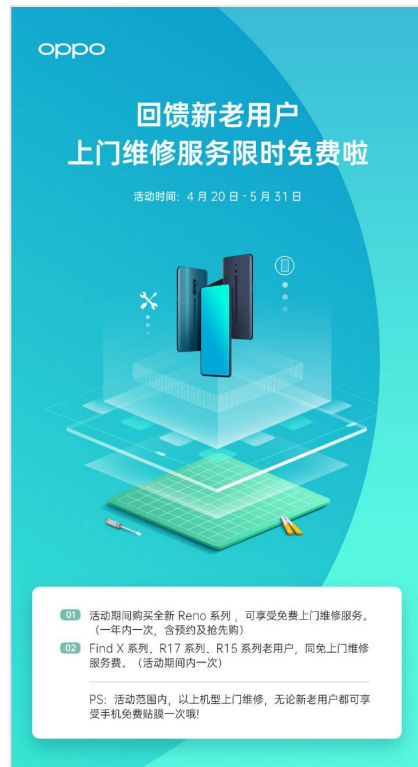 oppo
回馈新老用户
上门维修服务限时免费啦
活动时间：4月20日-5月31日
01 活动期间购买全新 Reno 系列，可享受免费上门维修服务。
（一年内一次，含预约及抢先购）
02 Find X 系列、R17 系列、R15 系列老用户，同免上门维修
服务费。（活动期间内一次）
PS：活动范围内，以上机型上门维修，无论新老用户都可享
受手机免费贴膜一次哦!